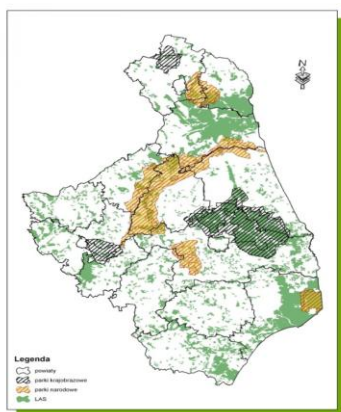 N
Legenda
powiaty
parki krajobrazowe
parki narodowe
LAS